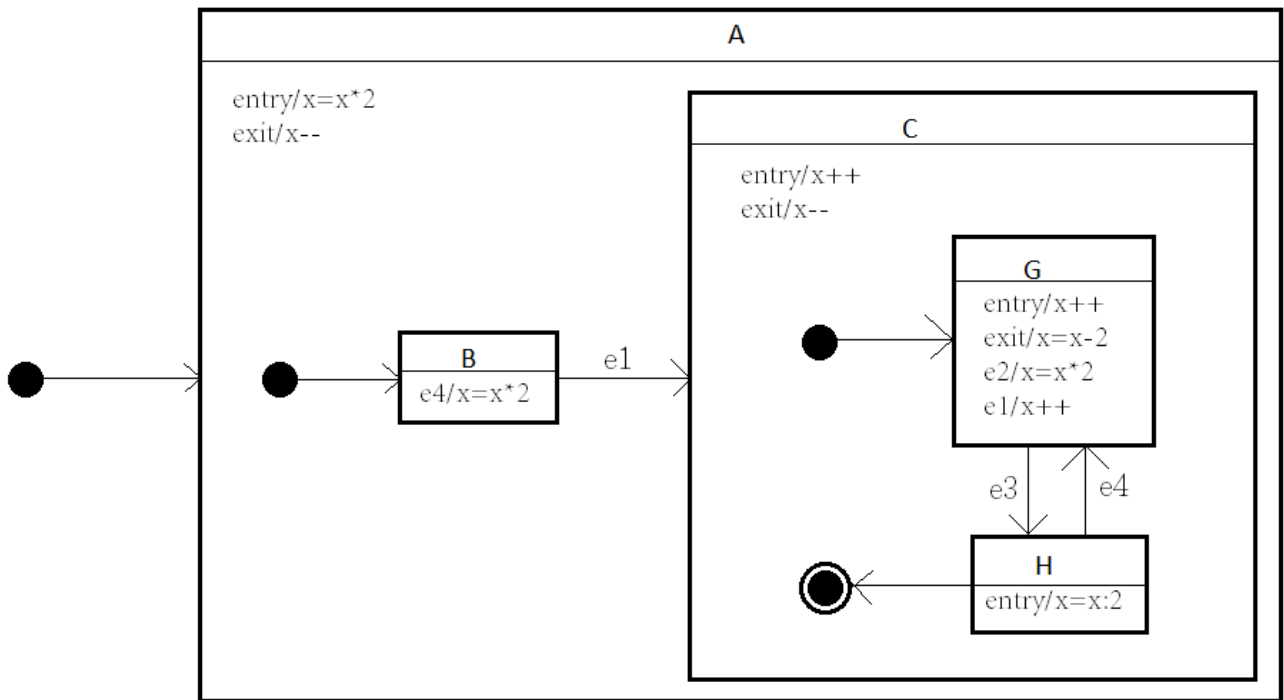 A
entry/x=x*2
exit/x--
C
entry/x++
exit/x--
G
entry/x++
exit/x=x-2
e2/x=x*2
e1/x++
B
e4/x=x*2
e1
e3
e4
H
entry/x=x:2